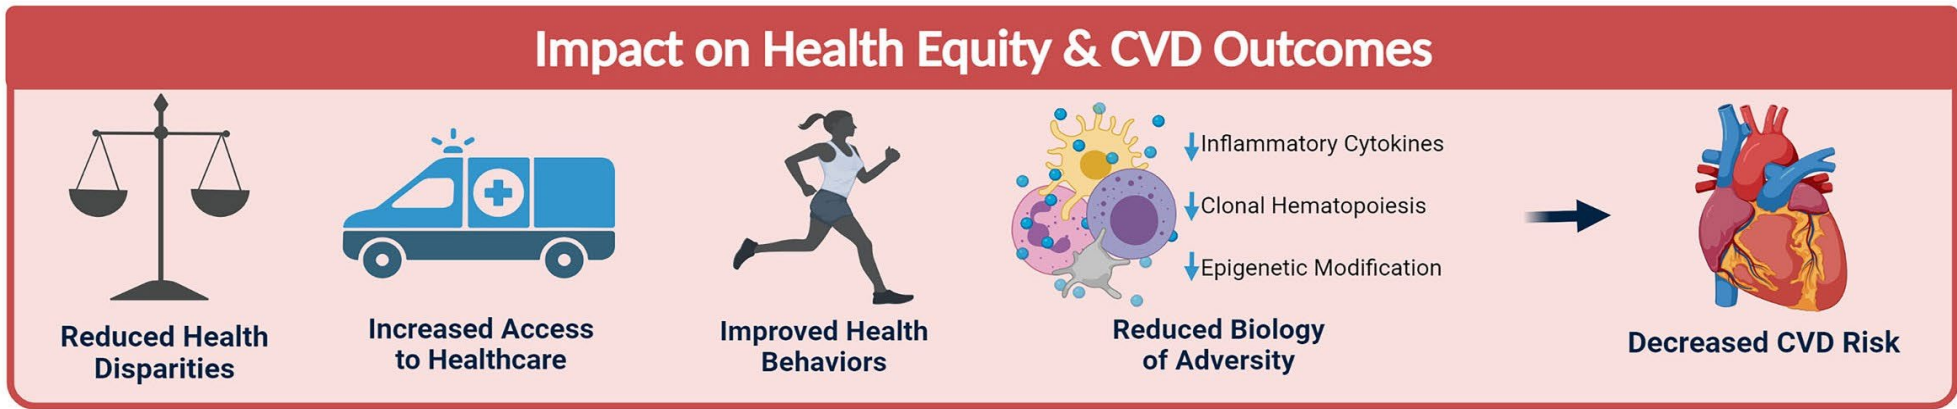 Impact on Health Equity & CVD Outcomes
Reduced Health
Disparities
Increased Access
to Healthcare
Improved Health
Behaviors
↓Inflammatory Cytokines
↓Clonal Hematopoiesis
↓Epigenetic Modification
Reduced Biology
of Adversity
Decreased CVD Risk